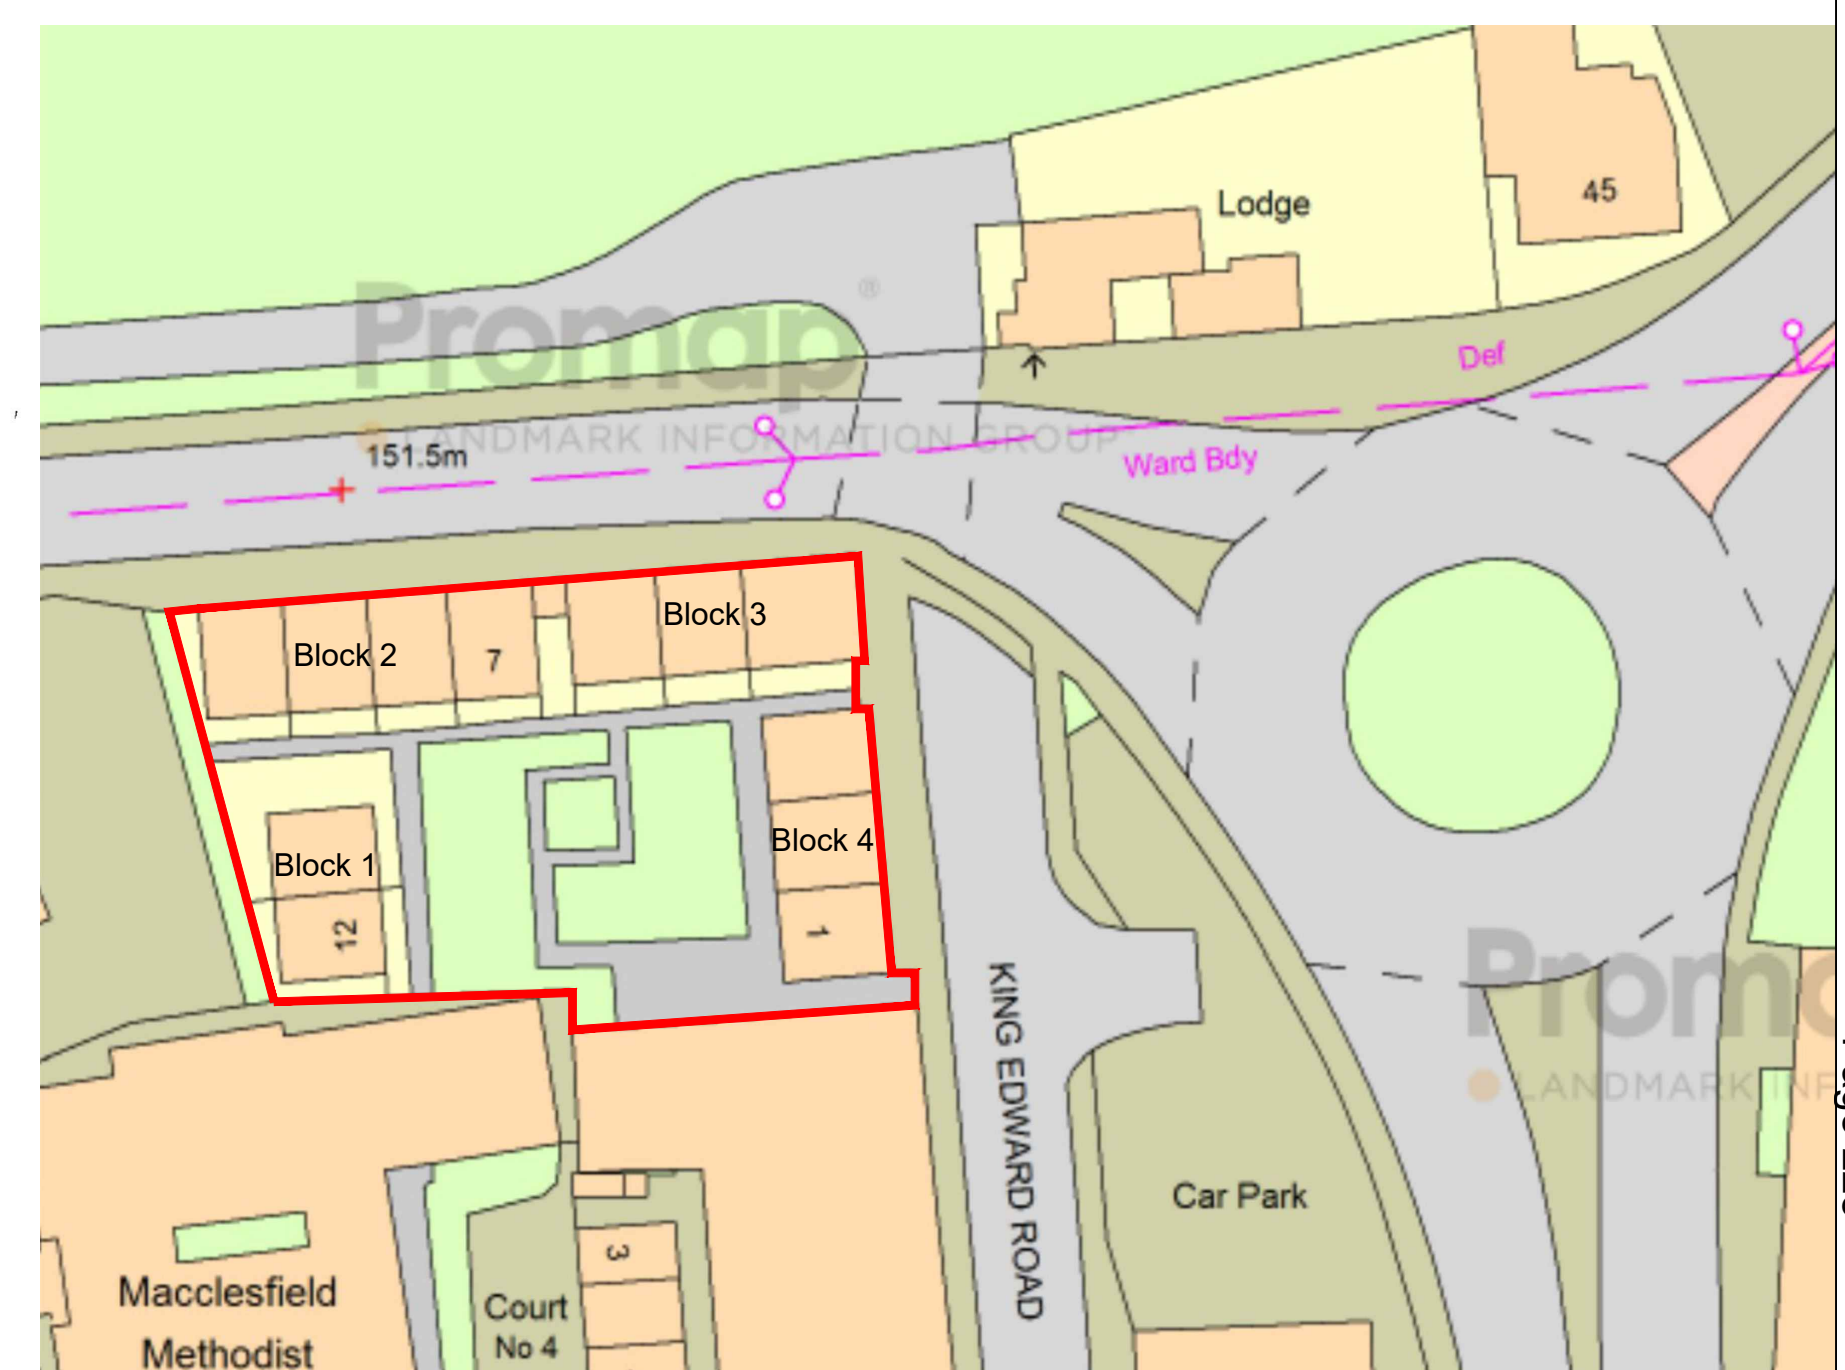 Lodge
45
Promap®
LANDMARK INFORMATION GROUP
Def
151.5m
Ward Bdy
Block 3
Block 2
7
Block 4
Block 1
12
1
KING EDWARD ROAD
Prom
LANDMARK INF
Car Park
3
Macclesfield
Methodist
Court
No 4